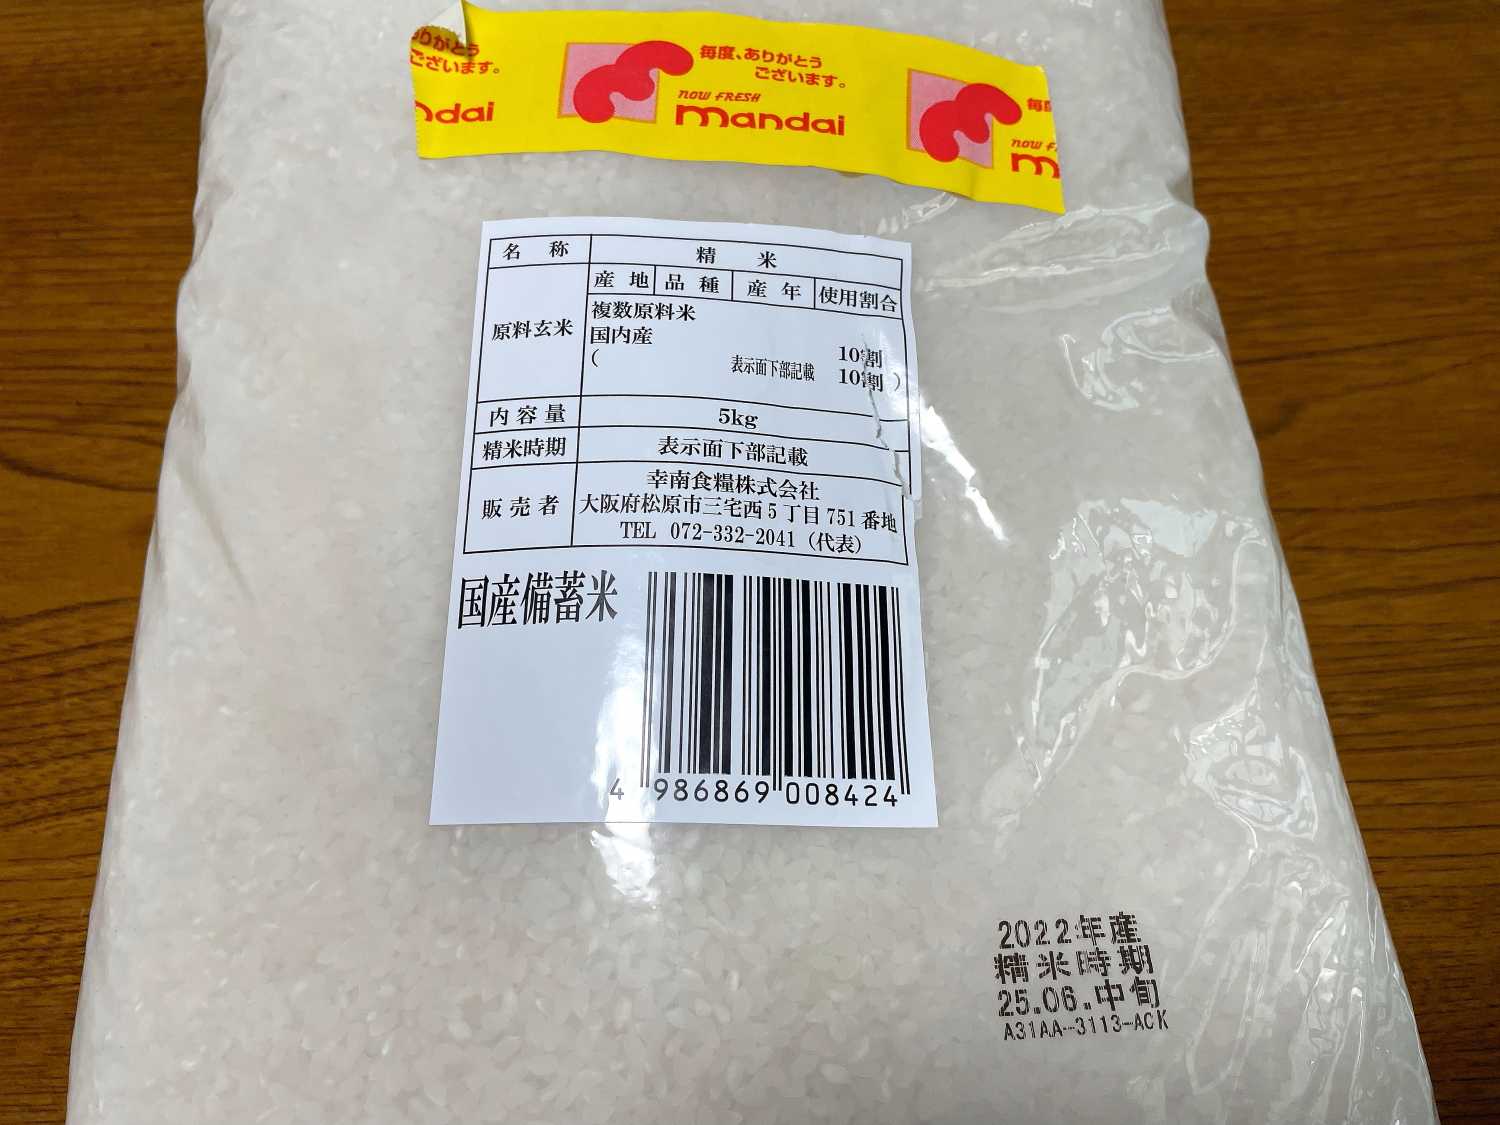 ありがとう
ございます。
ndai
毎度、ありがとう
ございます。
now FRESH
mandai
毎度
now F
m
名 称 精 米
原料玄米 産 地 品 種 産 年 使用割合
複数原料米
国内産 10割
( 表示面下部記載 10割 )
内 容 量 5kg
精米時期 表示面下部記載
販 売 者 幸南食糧株式会社
大阪府松原市三宅西5丁目751番地
TEL 072-332-2041 (代表)
国産備蓄米
4 986869 008424
2022年産
精米時期
25.06.中旬
A31AA-3113-ACK